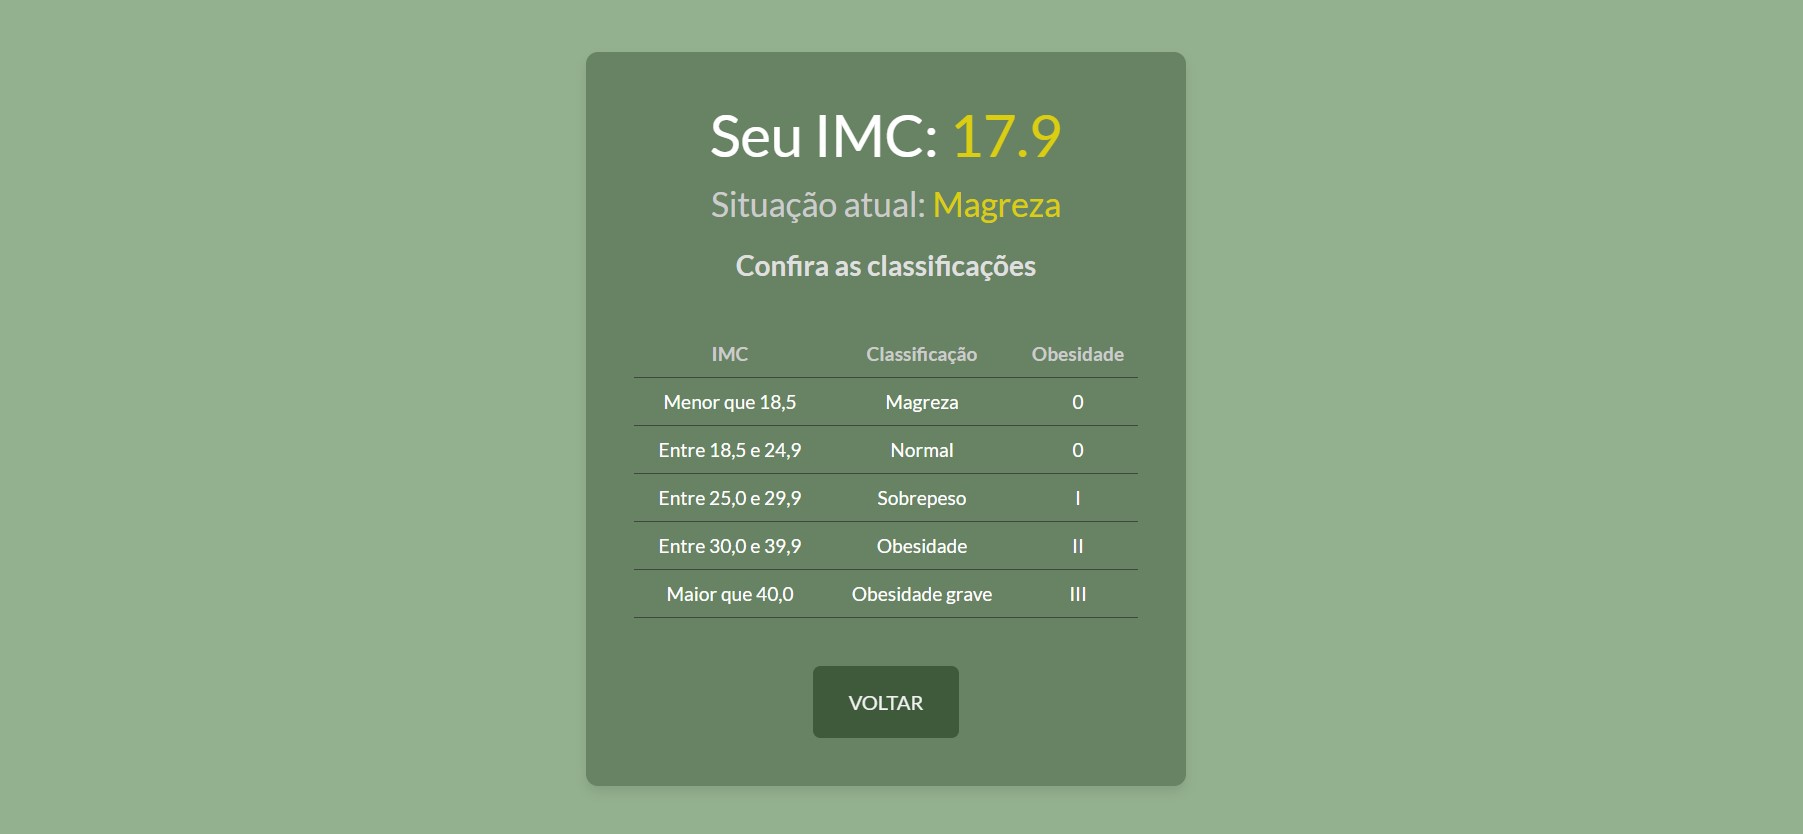 Seu IMC: 17.9
Situação atual: Magreza
Confira as classificações
IMC Classificação Obesidade
Menor que 18,5 Magreza 0
Entre 18,5 e 24,9 Normal 0
Entre 25,0 e 29,9 Sobrepeso I
Entre 30,0 e 39,9 Obesidade II
Maior que 40,0 Obesidade grave III
VOLTAR